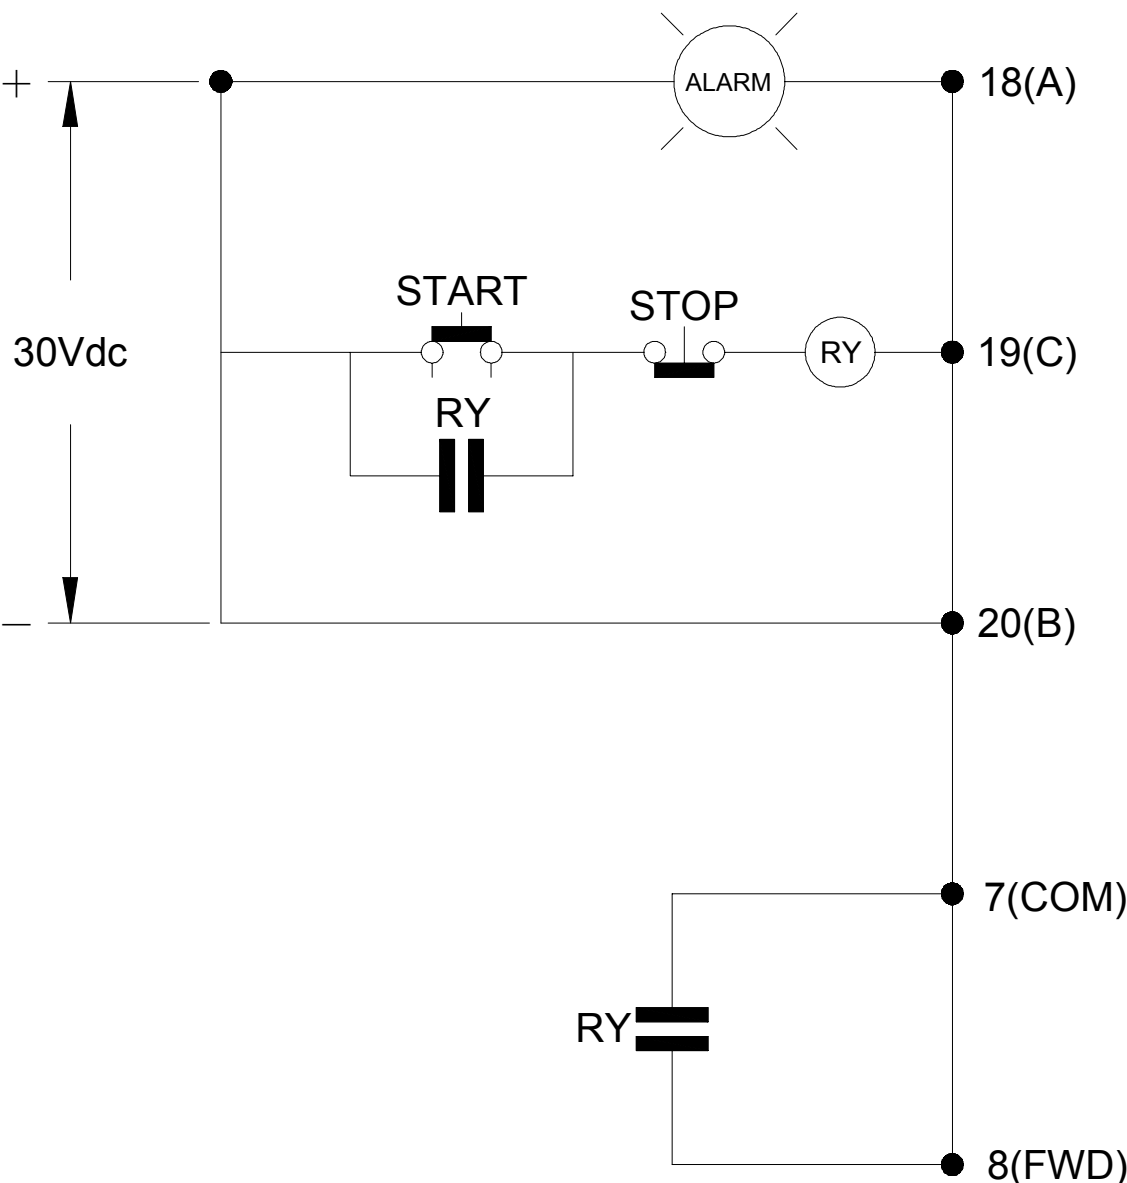 +
ALARM
18(A)
START
STOP
30Vdc
RY
19(C)
RY
–
20(B)
7(COM)
RY
8(FWD)